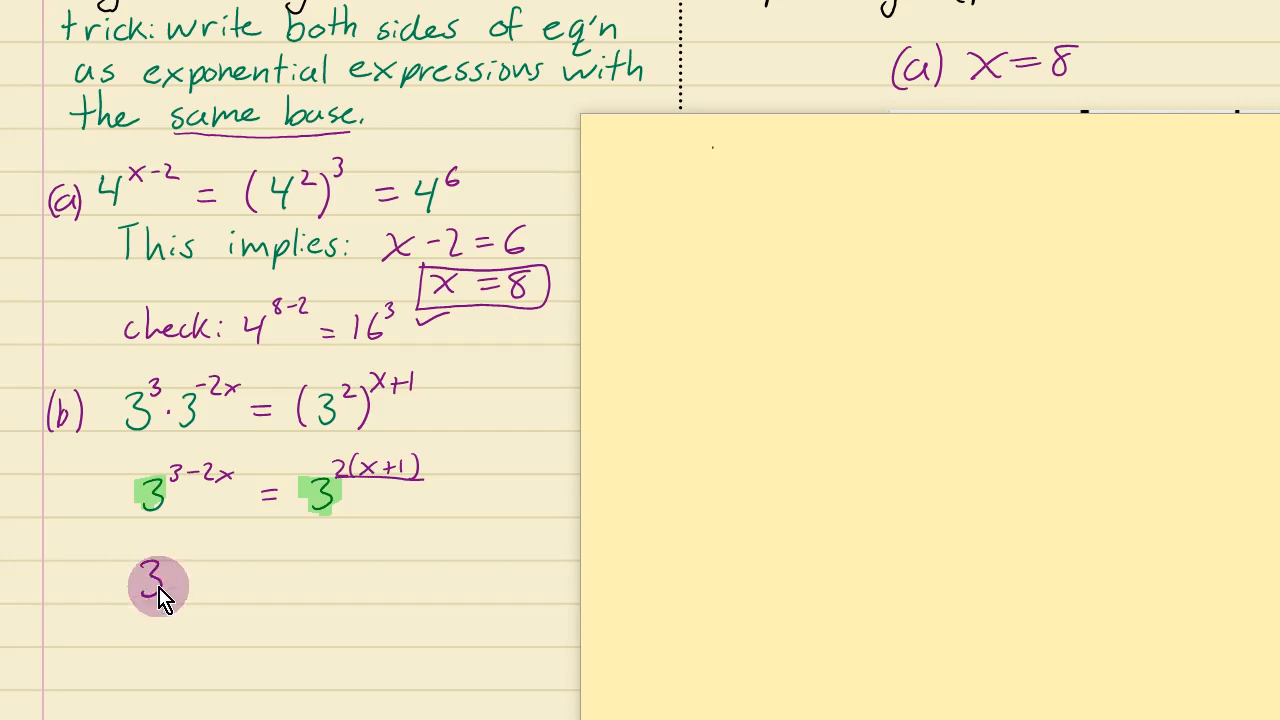 trick: write both sides of eq'n
as exponential expressions with
the same base.
(a) x = 8
(a) 4^{x-2} = (4^2)^3 = 4^6
This implies: x - 2 = 6
x = 8
check: 4^{8-2} = 16^3 ✓
(b) 3^3 · 3^{-2x} = (3^2)^{x+1}
3^{3-2x} = 3^{2(x+1)}
3